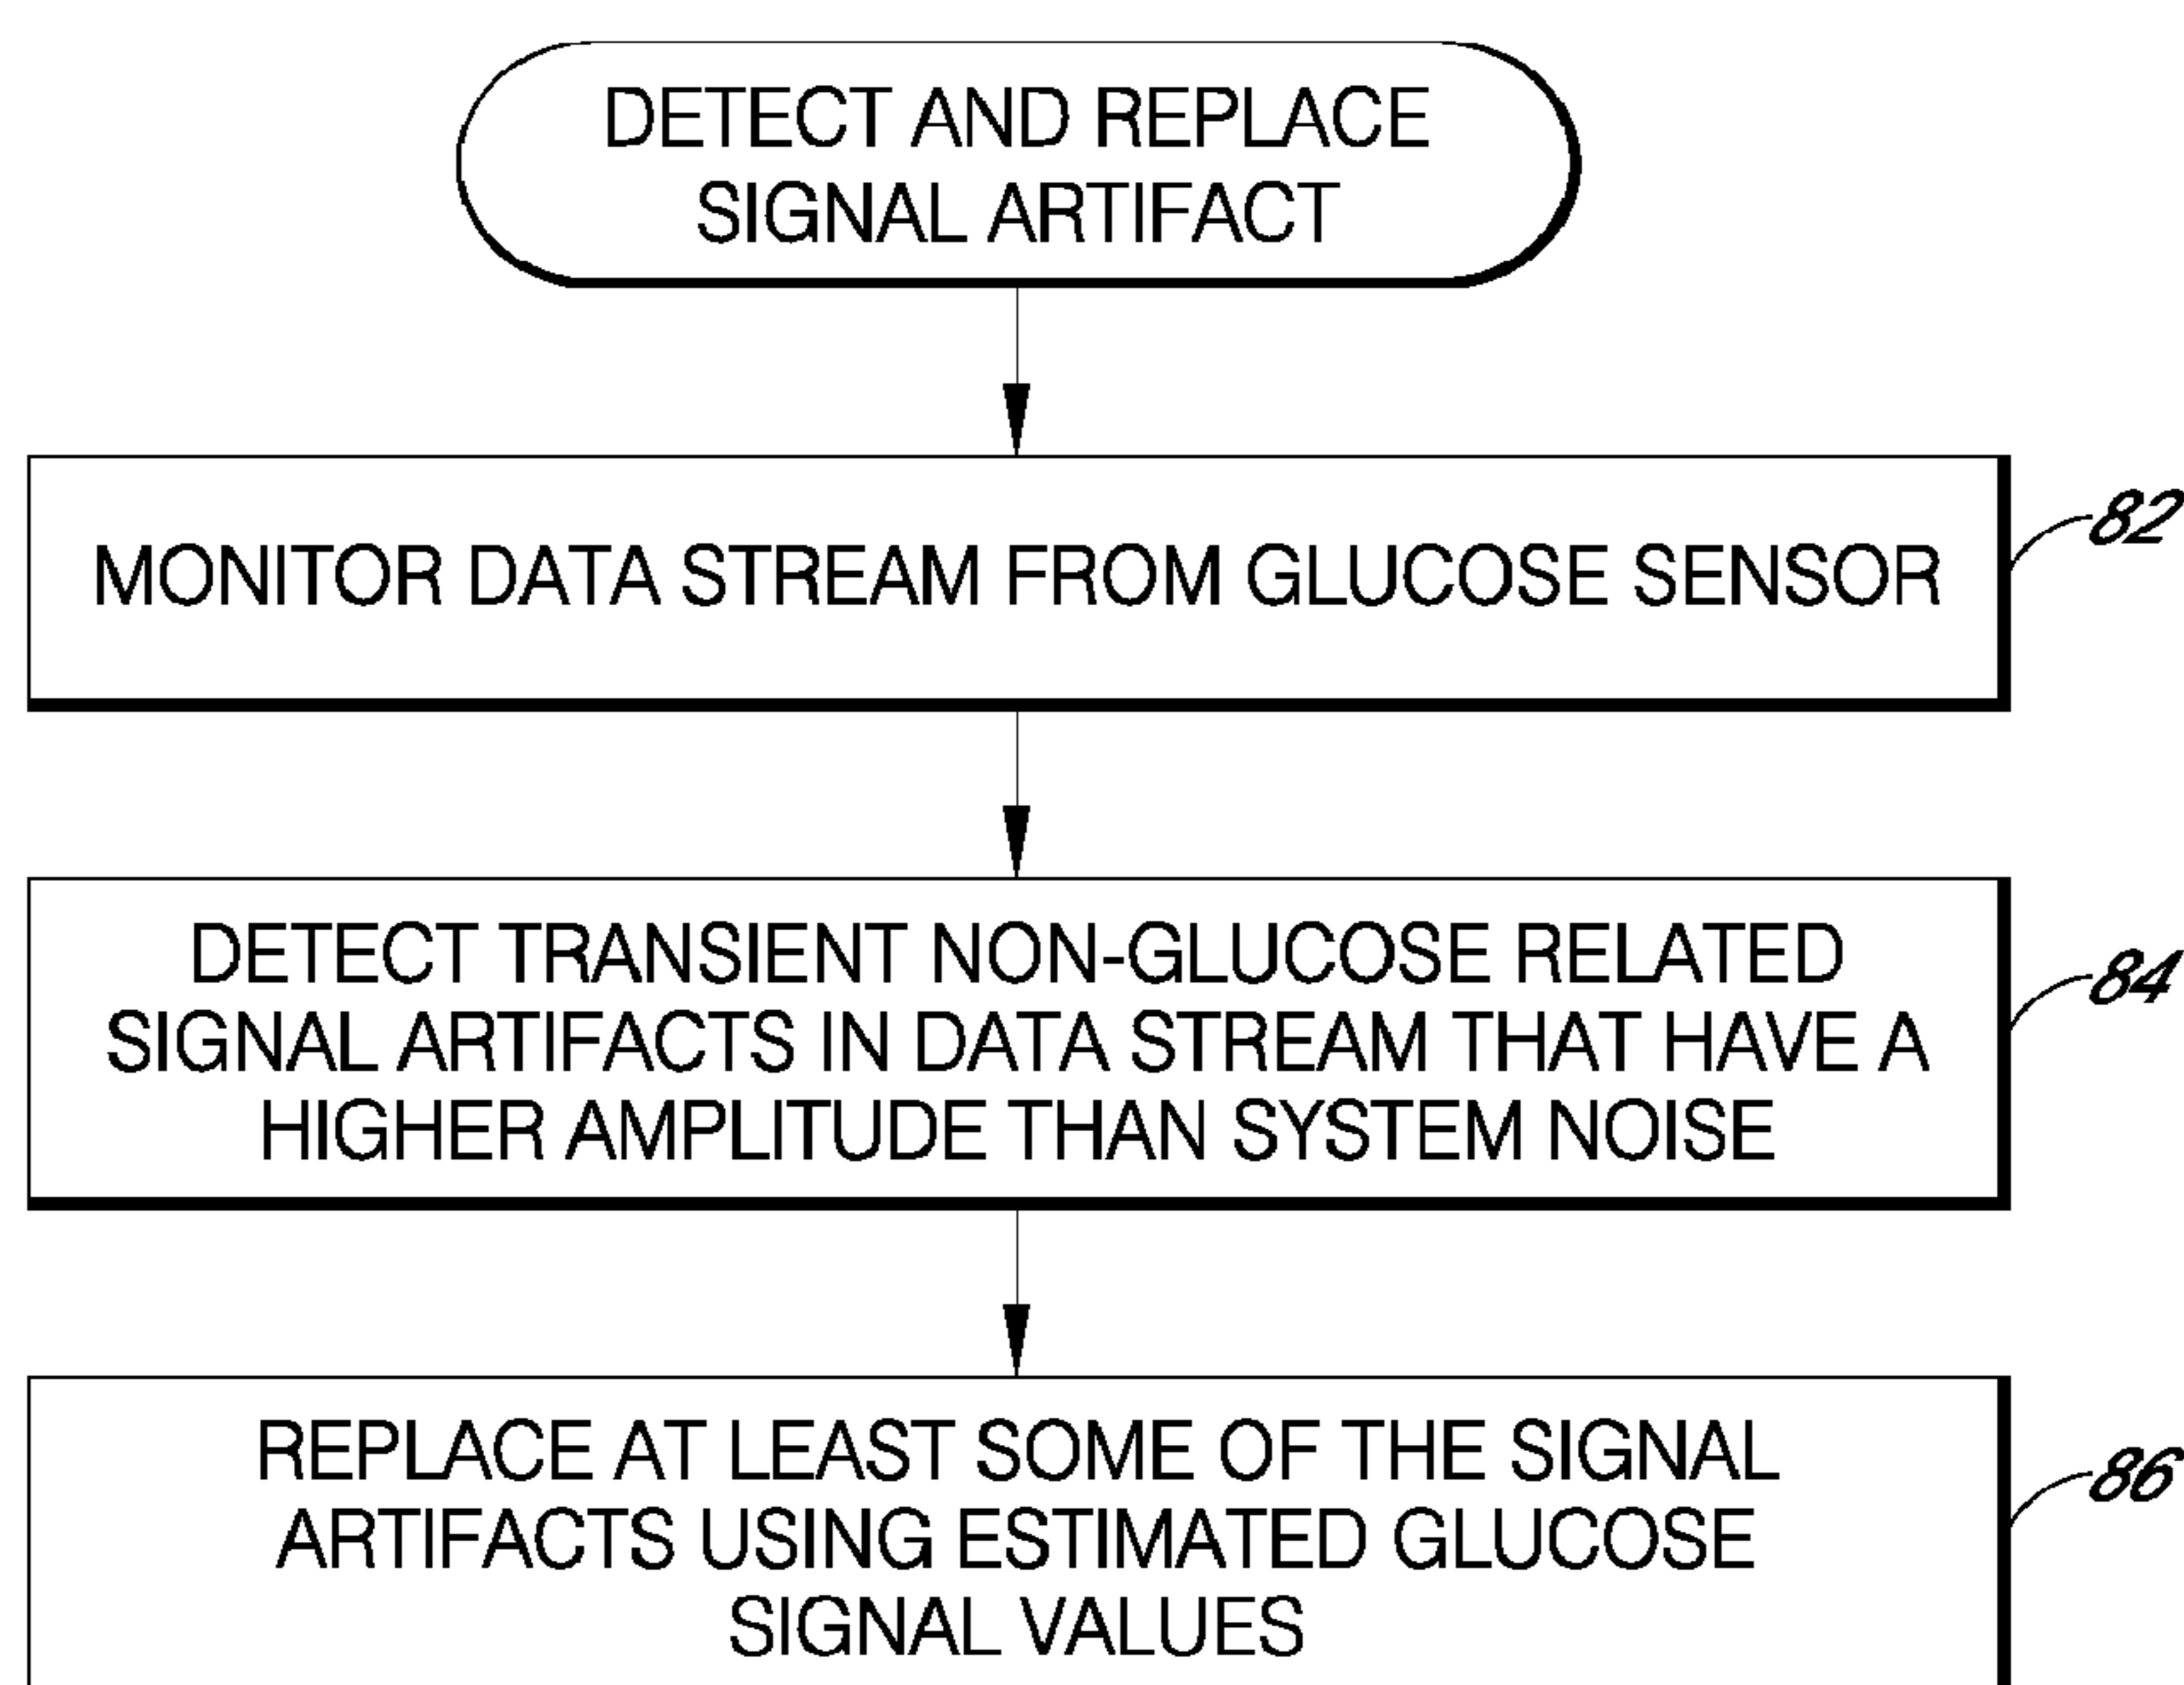 DETECT AND REPLACE
SIGNAL ARTIFACT
MONITOR DATA STREAM FROM GLUCOSE SENSOR
82
DETECT TRANSIENT NON-GLUCOSE RELATED
SIGNAL ARTIFACTS IN DATA STREAM THAT HAVE A
HIGHER AMPLITUDE THAN SYSTEM NOISE
84
REPLACE AT LEAST SOME OF THE SIGNAL
ARTIFACTS USING ESTIMATED GLUCOSE
SIGNAL VALUES
86